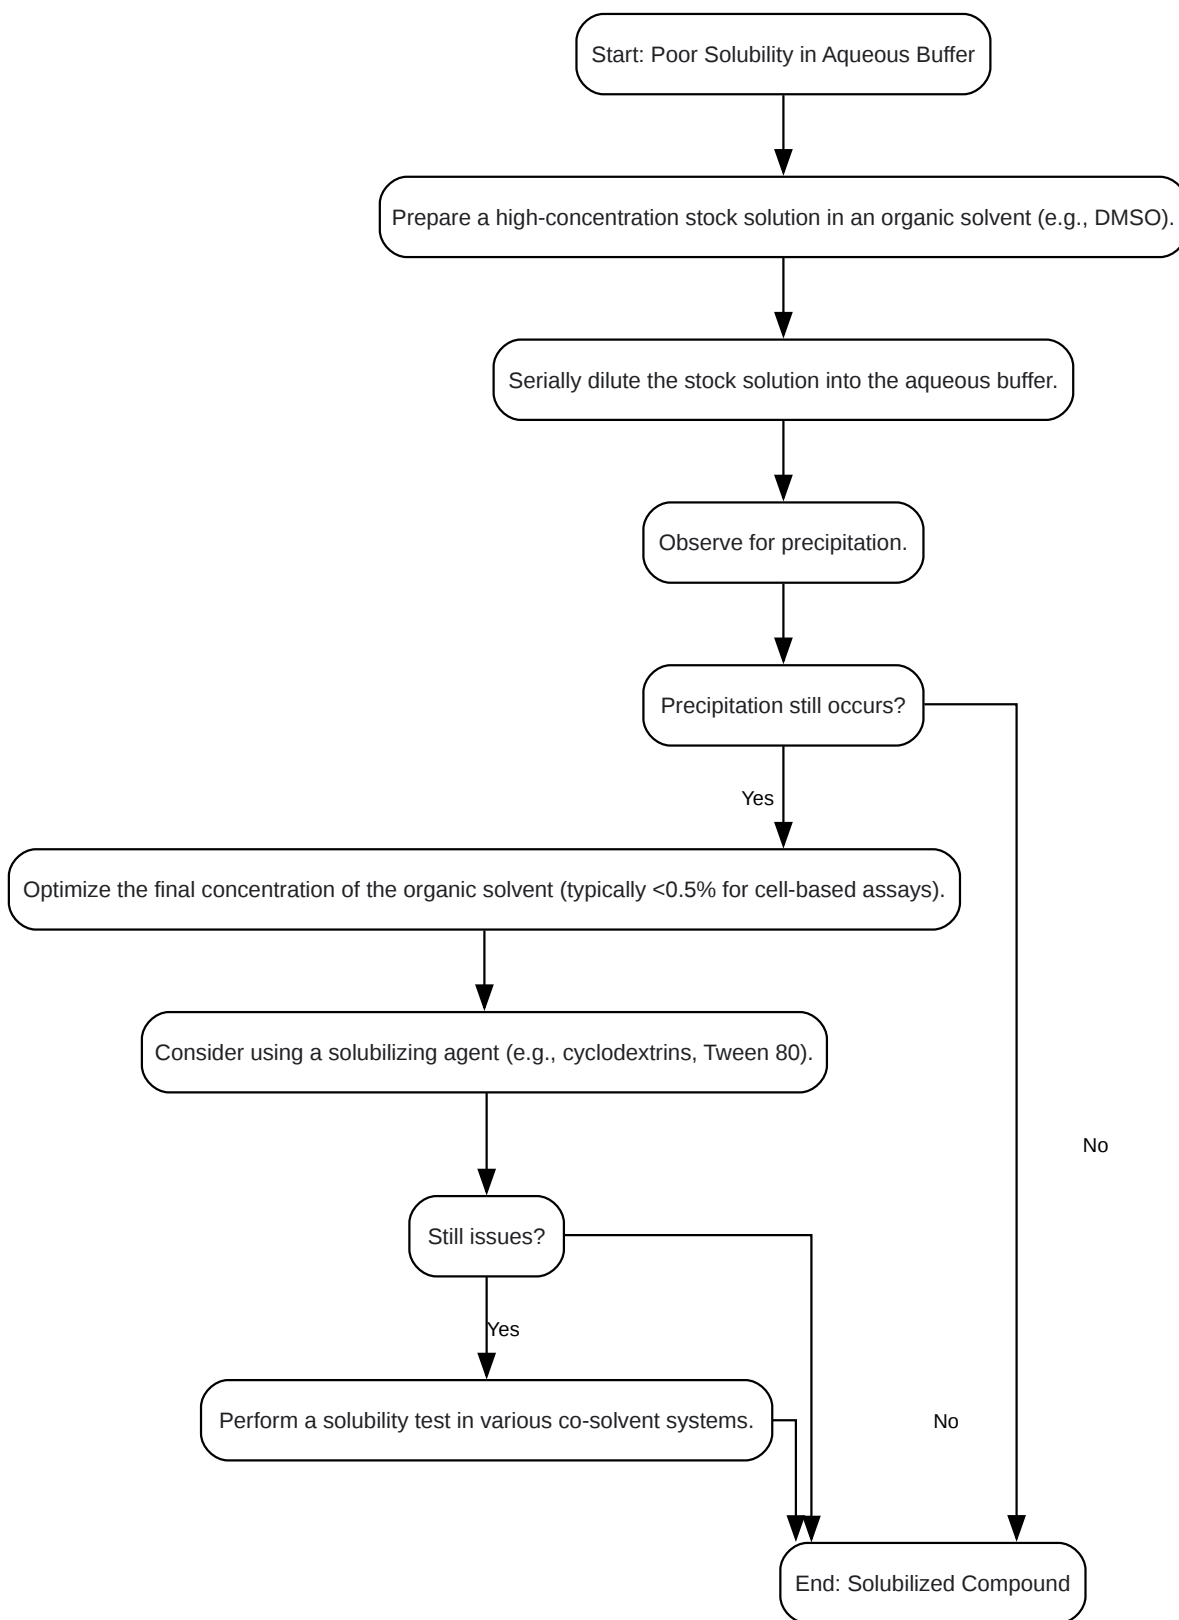 Start: Poor Solubility in Aqueous Buffer
Prepare a high-concentration stock solution in an organic solvent (e.g., DMSO).
Serially dilute the stock solution into the aqueous buffer.
Observe for precipitation.
Precipitation still occurs?
Yes
Optimize the final concentration of the organic solvent (typically <0.5% for cell-based assays).
Consider using a solubilizing agent (e.g., cyclodextrins, Tween 80).
No
Still issues?
Yes
Perform a solubility test in various co-solvent systems.
No
End: Solubilized Compound